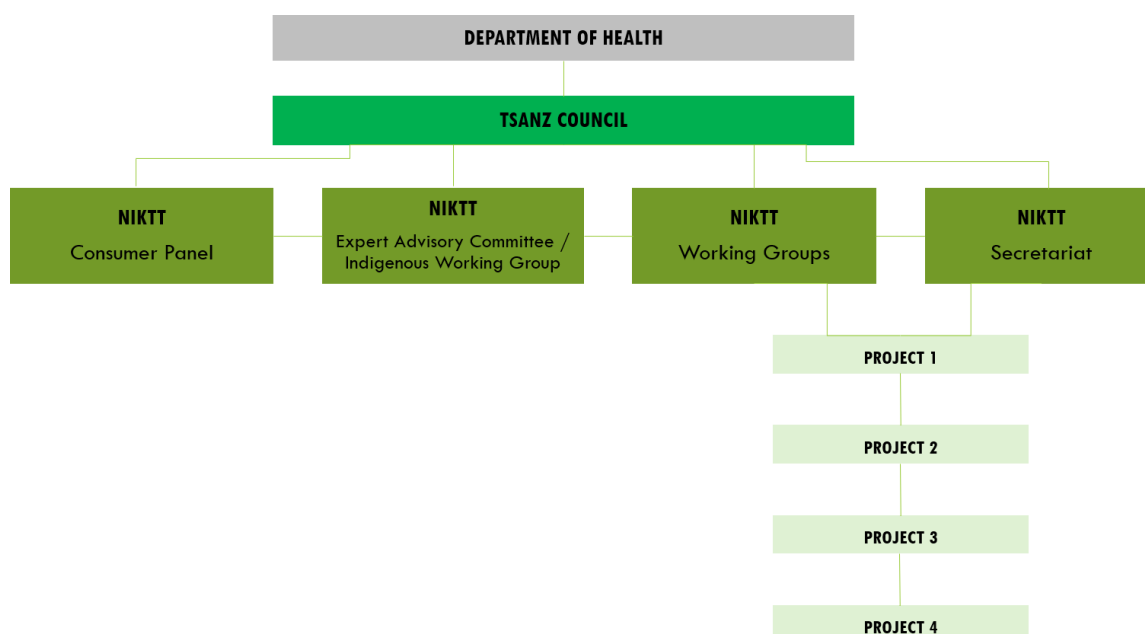 DEPARTMENT OF HEALTH
TSANZ COUNCIL
NIKTT
Consumer Panel
NIKTT
Expert Advisory Committee /
Indigenous Working Group
NIKTT
Working Groups
NIKTT
Secretariat
PROJECT 1
PROJECT 2
PROJECT 3
PROJECT 4